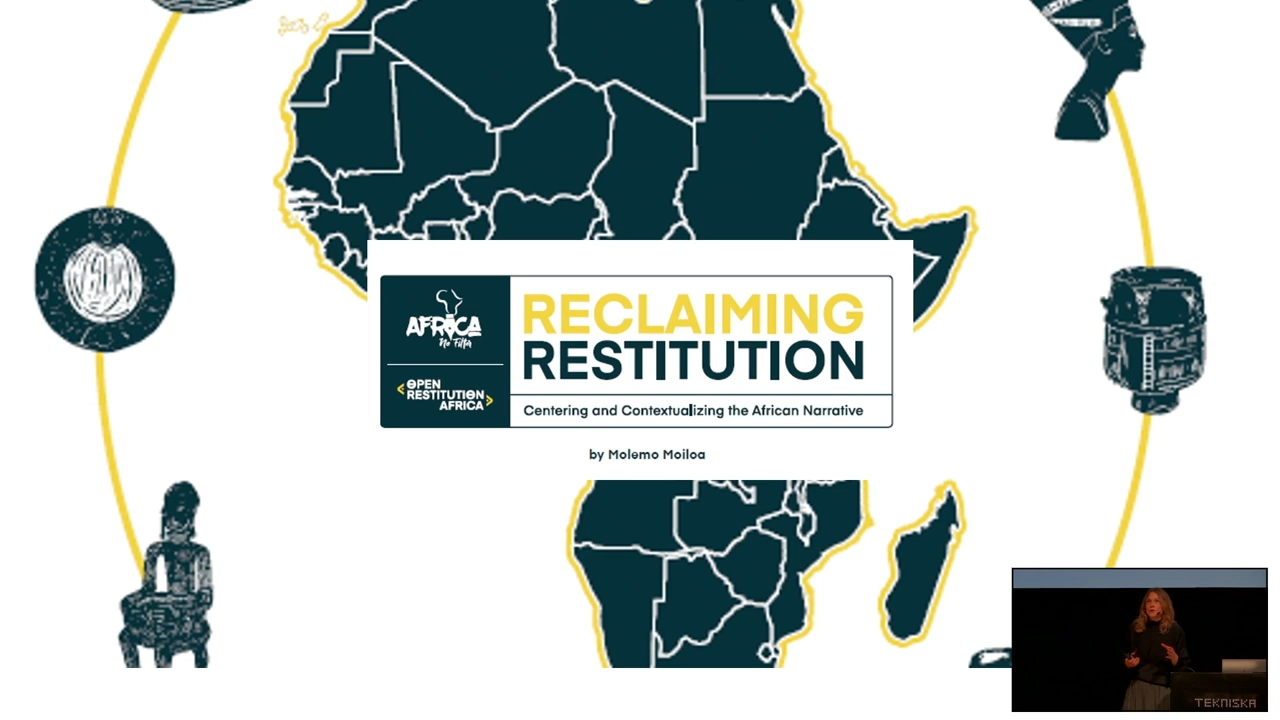 AFRICA
No Filter
<OPEN
RESTITUTION
AFRICA>
RECLAIMING
RESTITUTION
Centering and Contextualizing the African Narrative
by Molemo Moiloa
TEKNISKA